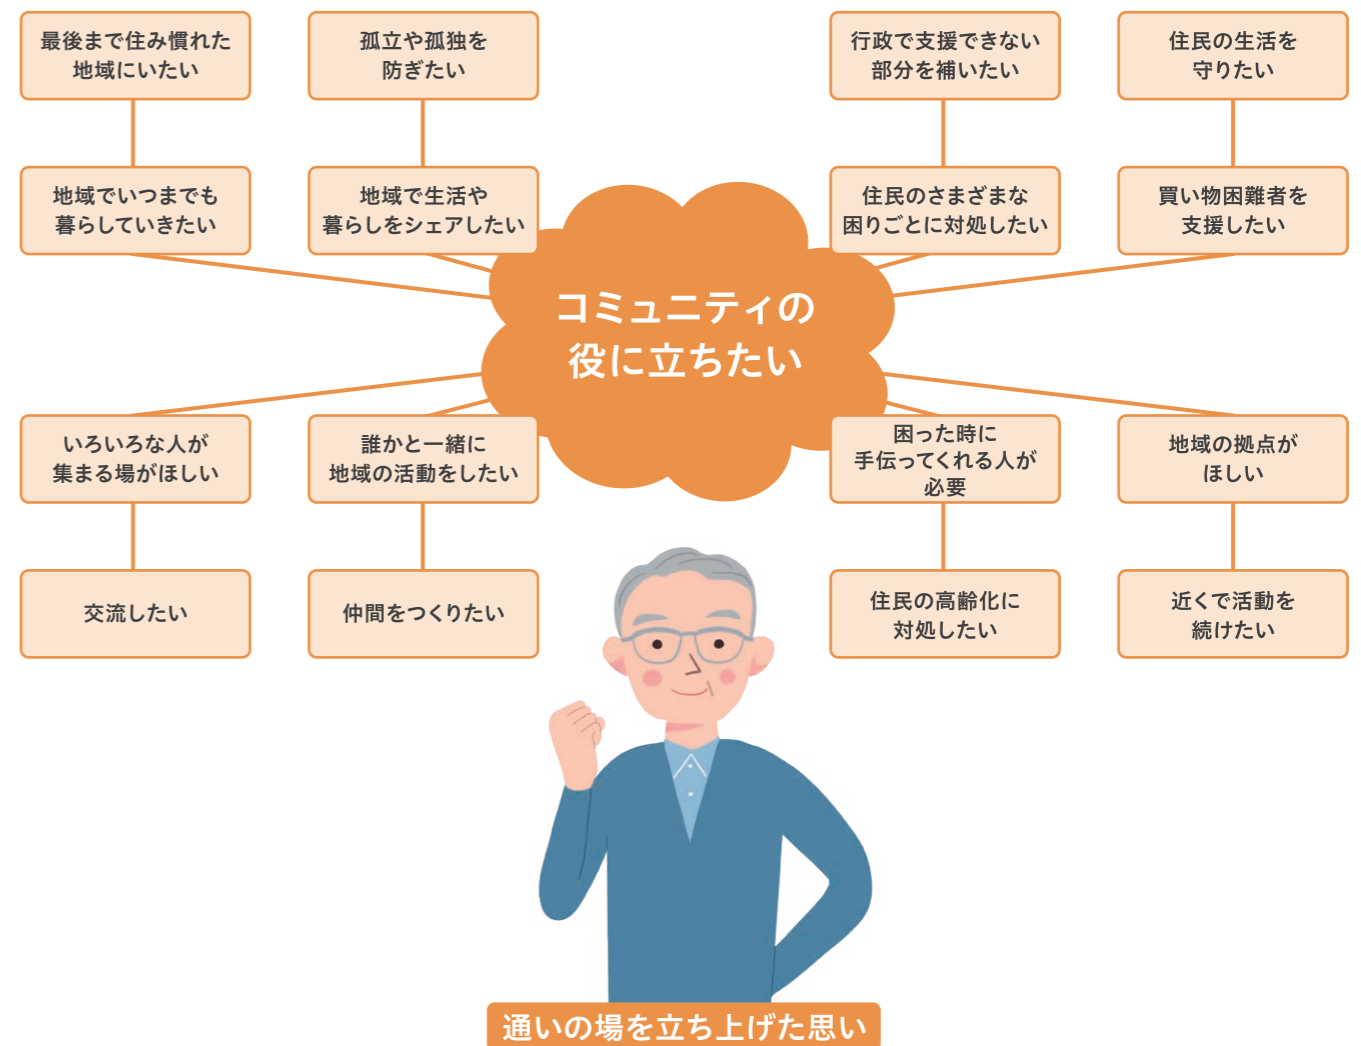 最後まで住み慣れた
地域にいたい
孤立や孤独を
防ぎたい
行政で支援できない
部分を補いたい
住民の生活を
守りたい
地域でいつまでも
暮らしていきたい
地域で生活や
暮らしをシェアしたい
住民のさまざまな
困りごとに対処したい
買い物困難者を
支援したい
コミュニティの
役に立ちたい
いろいろな人が
集まる場がほしい
誰かと一緒に
地域の活動をしたい
困った時に
手伝ってくれる人が
必要
地域の拠点が
ほしい
交流したい
仲間をつくりたい
住民の高齢化に
対処したい
近くで活動を
続けたい
通いの場を立ち上げた思い